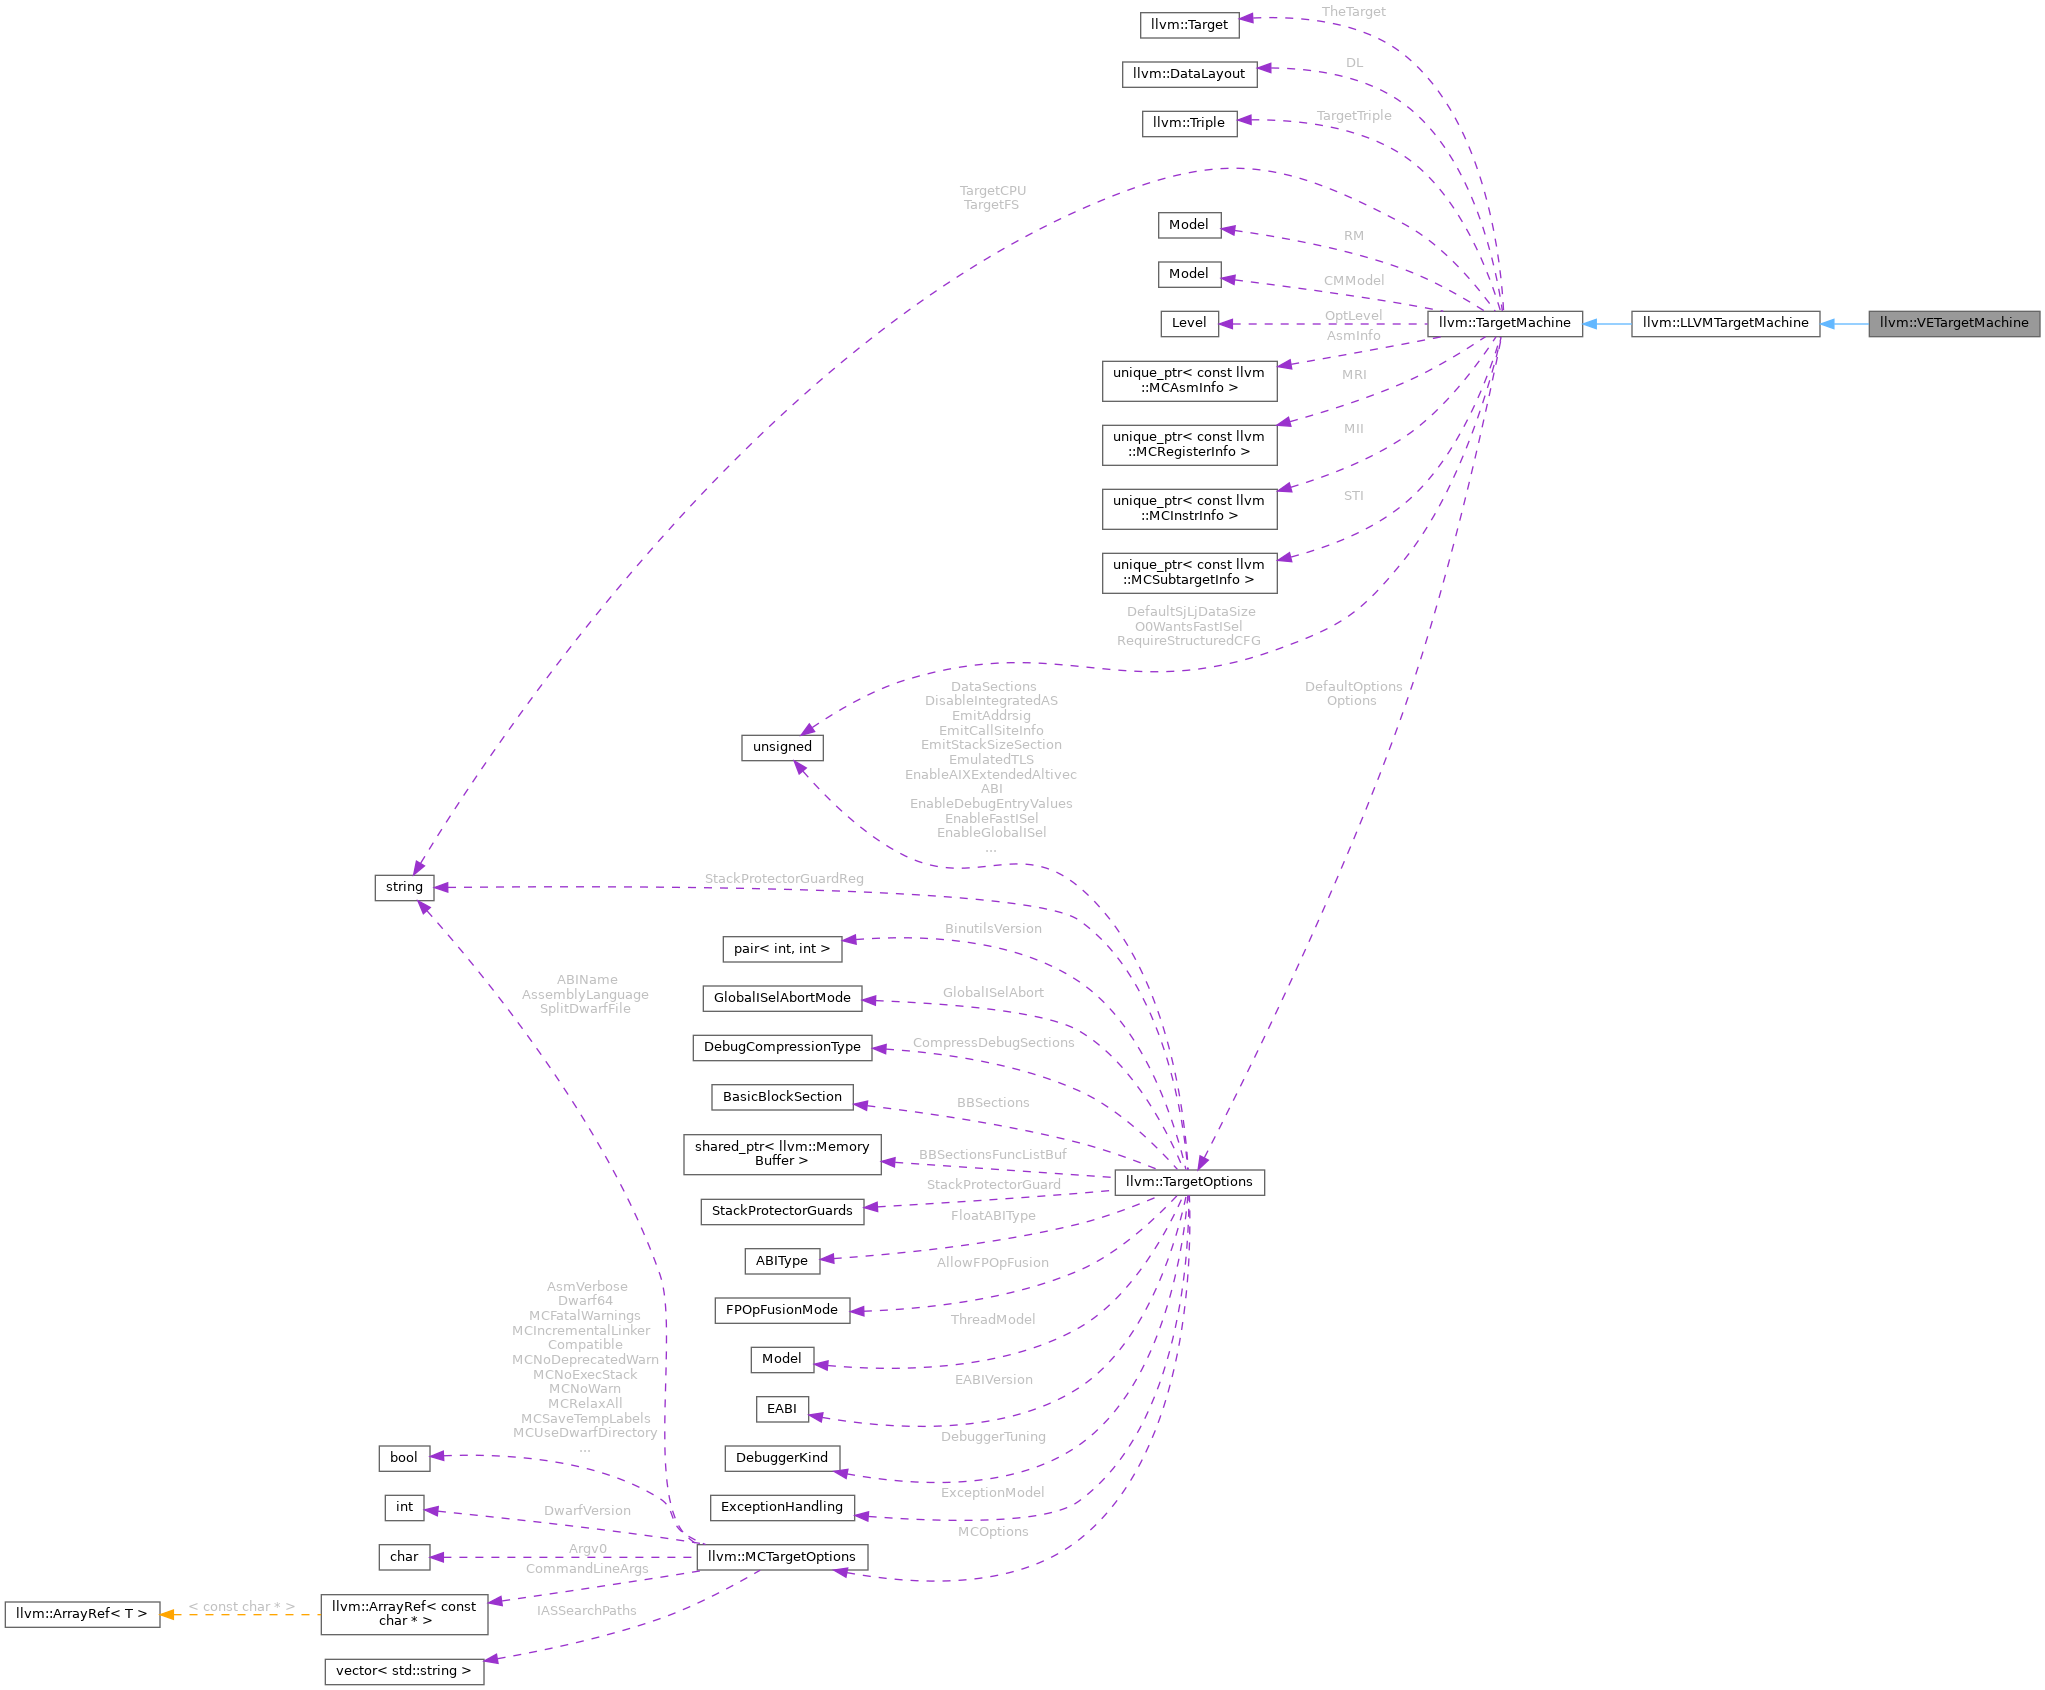 TheTarget
llvm::Target
DL
llvm::DataLayout
TargetTriple
llvm::Triple
TargetCPU
TargetFS
Model
RM
Model
CMModel
Level
OptLevel
llvm::TargetMachine
llvm::LLVMTargetMachine
llvm::VETargetMachine
AsmInfo
unique_ptr< const llvm
::MCAsmInfo >
MRI
unique_ptr< const llvm
::MCRegisterInfo >
MII
unique_ptr< const llvm
::MCInstrInfo >
STI
unique_ptr< const llvm
::MCSubtargetInfo >
DefaultSjLjDataSize
O0WantsFastISel
RequireStructuredCFG
DefaultOptions
Options
unsigned
DataSections
DisableIntegratedAS
EmitAddrsig
EmitCallSiteInfo
EmitStackSizeSection
EmulatedTLS
EnableAIXExtendedAltivec
ABI
EnableDebugEntryValues
EnableFastISel
EnableGlobalISel
...
string
StackProtectorGuardReg
BinutilsVersion
pair< int, int >
ABIName
AssemblyLanguage
SplitDwarfFile
GlobalISelAbortMode
GlobalISelAbort
DebugCompressionType
CompressDebugSections
BasicBlockSection
BBSections
shared_ptr< llvm::Memory
Buffer >
BBSectionsFuncListBuf
llvm::TargetOptions
StackProtectorGuard
StackProtectorGuards
FloatABIType
ABIType
AllowFPOpFusion
FPOpFusionMode
ThreadModel
Model
EABIVersion
EABI
DebuggerTuning
DebuggerKind
ExceptionModel
ExceptionHandling
MCOptions
AsmVerbose
Dwarf64
MCFatalWarnings
MCIncrementalLinker
Compatible
MCNoDeprecatedWarn
MCNoExecStack
MCNoWarn
MCRelaxAll
MCSaveTempLabels
MCUseDwarfDirectory
...
bool
int
DwarfVersion
char
Argv0
llvm::MCTargetOptions
CommandLineArgs
llvm::ArrayRef< T >
< const char * >
llvm::ArrayRef< const
char * >
IASSearchPaths
vector< std::string >